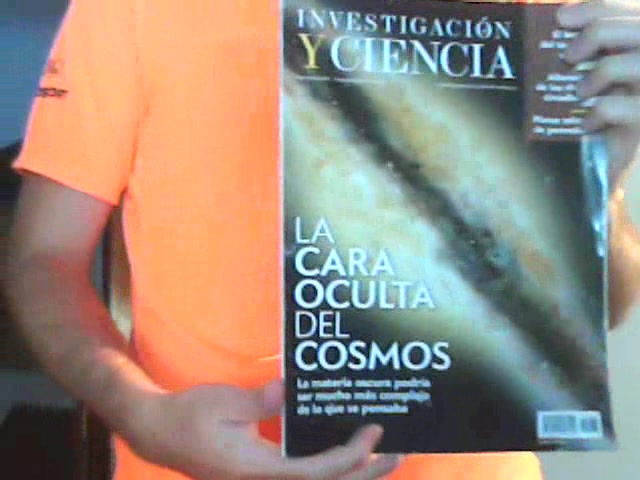 INVESTIGACIÓN
Y CIENCIA
LA
CARA
OCULTA
DEL
COSMOS
La materia oscura podría
ser mucho más compleja
de lo que se pensaba